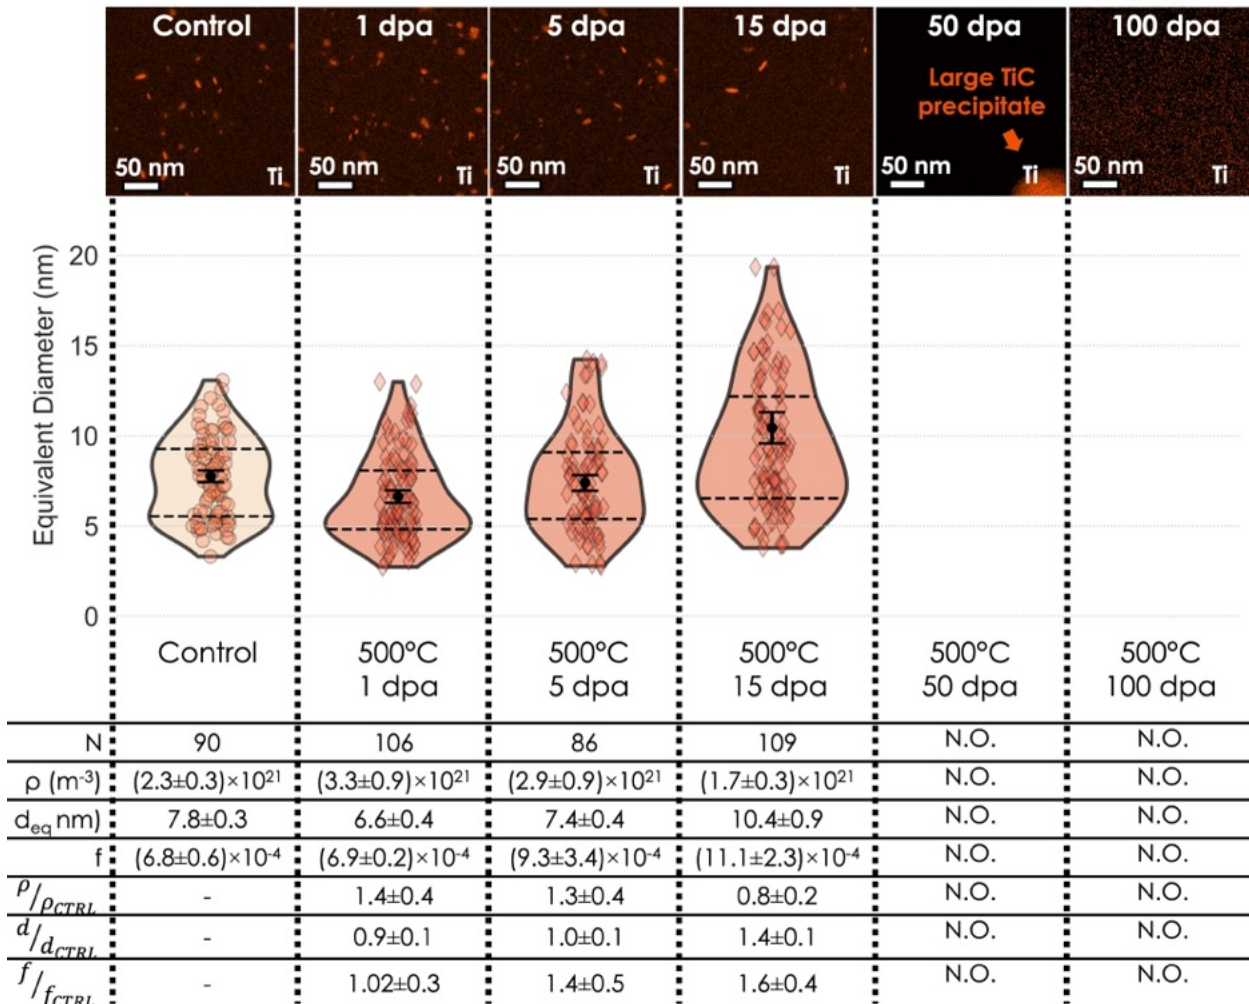 Control 1 dpa 5 dpa 15 dpa 50 dpa 100 dpa
Large TiC
precipitate
50 nm Ti 50 nm Ti 50 nm Ti 50 nm Ti 50 nm Ti 50 nm Ti
Equivalent Diameter (nm)
20
15
10
5
0
Control 500°C 500°C 500°C 500°C 500°C
1 dpa 5 dpa 15 dpa 50 dpa 100 dpa
N 90 106 86 109 N.O. N.O.
ρ (m⁻³) (2.3±0.3)×10²¹ (3.3±0.9)×10²¹ (2.9±0.9)×10²¹ (1.7±0.3)×10²¹ N.O. N.O.
d_eq nm) 7.8±0.3 6.6±0.4 7.4±0.4 10.4±0.9 N.O. N.O.
f (6.8±0.6)×10⁻⁴ (6.9±0.2)×10⁻⁴ (9.3±3.4)×10⁻⁴ (11.1±2.3)×10⁻⁴ N.O. N.O.
ρ/ρ_CTRL - 1.4±0.4 1.3±0.4 0.8±0.2 N.O. N.O.
d/d_CTRL - 0.9±0.1 1.0±0.1 1.4±0.1 N.O. N.O.
f/f_CTRL - 1.02±0.3 1.4±0.5 1.6±0.4 N.O. N.O.